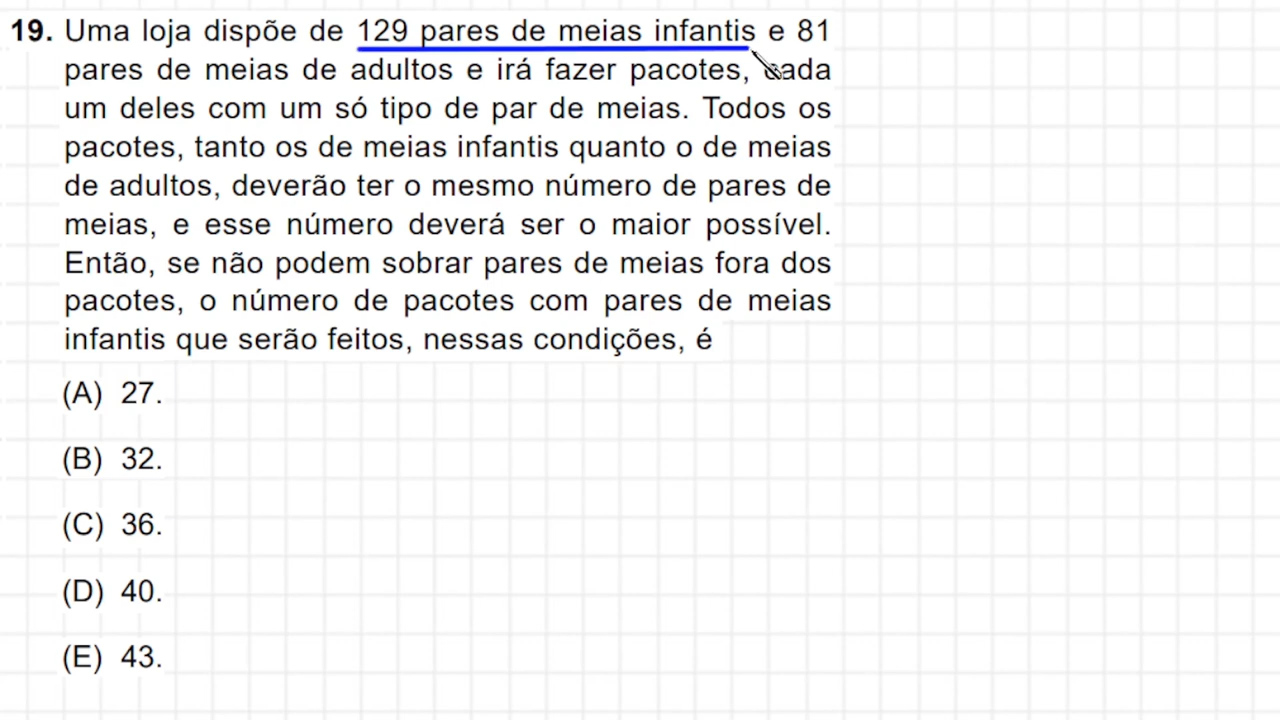 19. Uma loja dispõe de 129 pares de meias infantis e 81
pares de meias de adultos e irá fazer pacotes, cada
um deles com um só tipo de par de meias. Todos os
pacotes, tanto os de meias infantis quanto o de meias
de adultos, deverão ter o mesmo número de pares de
meias, e esse número deverá ser o maior possível.
Então, se não podem sobrar pares de meias fora dos
pacotes, o número de pacotes com pares de meias
infantis que serão feitos, nessas condições, é
(A) 27.
(B) 32.
(C) 36.
(D) 40.
(E) 43.